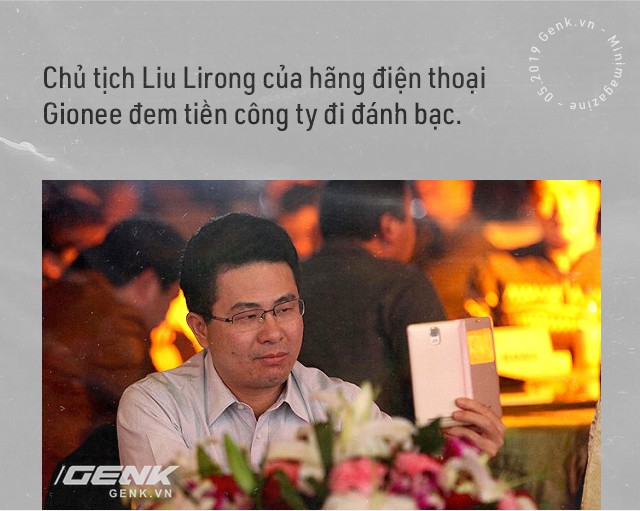 05.2019 Genk.vn - Minimagazine -
Chủ tịch Liu Lirong của hãng điện thoại
Gionee đem tiền công ty đi đánh bạc.
/GENK
GENK.VN